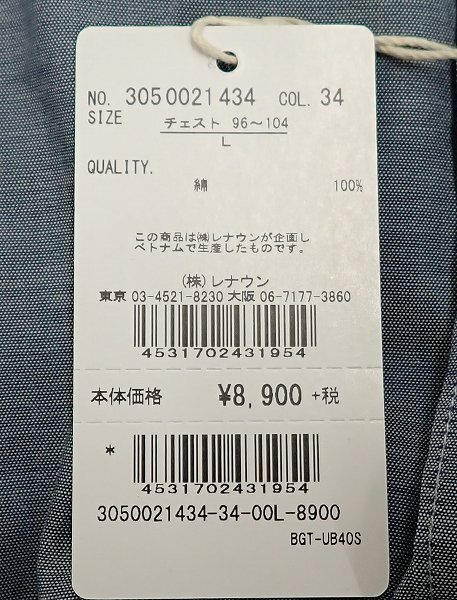 NO. 3050021434 COL. 34
SIZE
チェスト 96～104
L
QUALITY.
綿 100%
この商品は㈱レナウンが企画し
ベトナムで生産したものです。
(株)レナウン
東京 03-4521-8230 大阪 06-7177-3860
4531702431954
本体価格 ¥8,900 +税
*
4531702431954
3050021434-34-00L-8900
BGT-UB40S